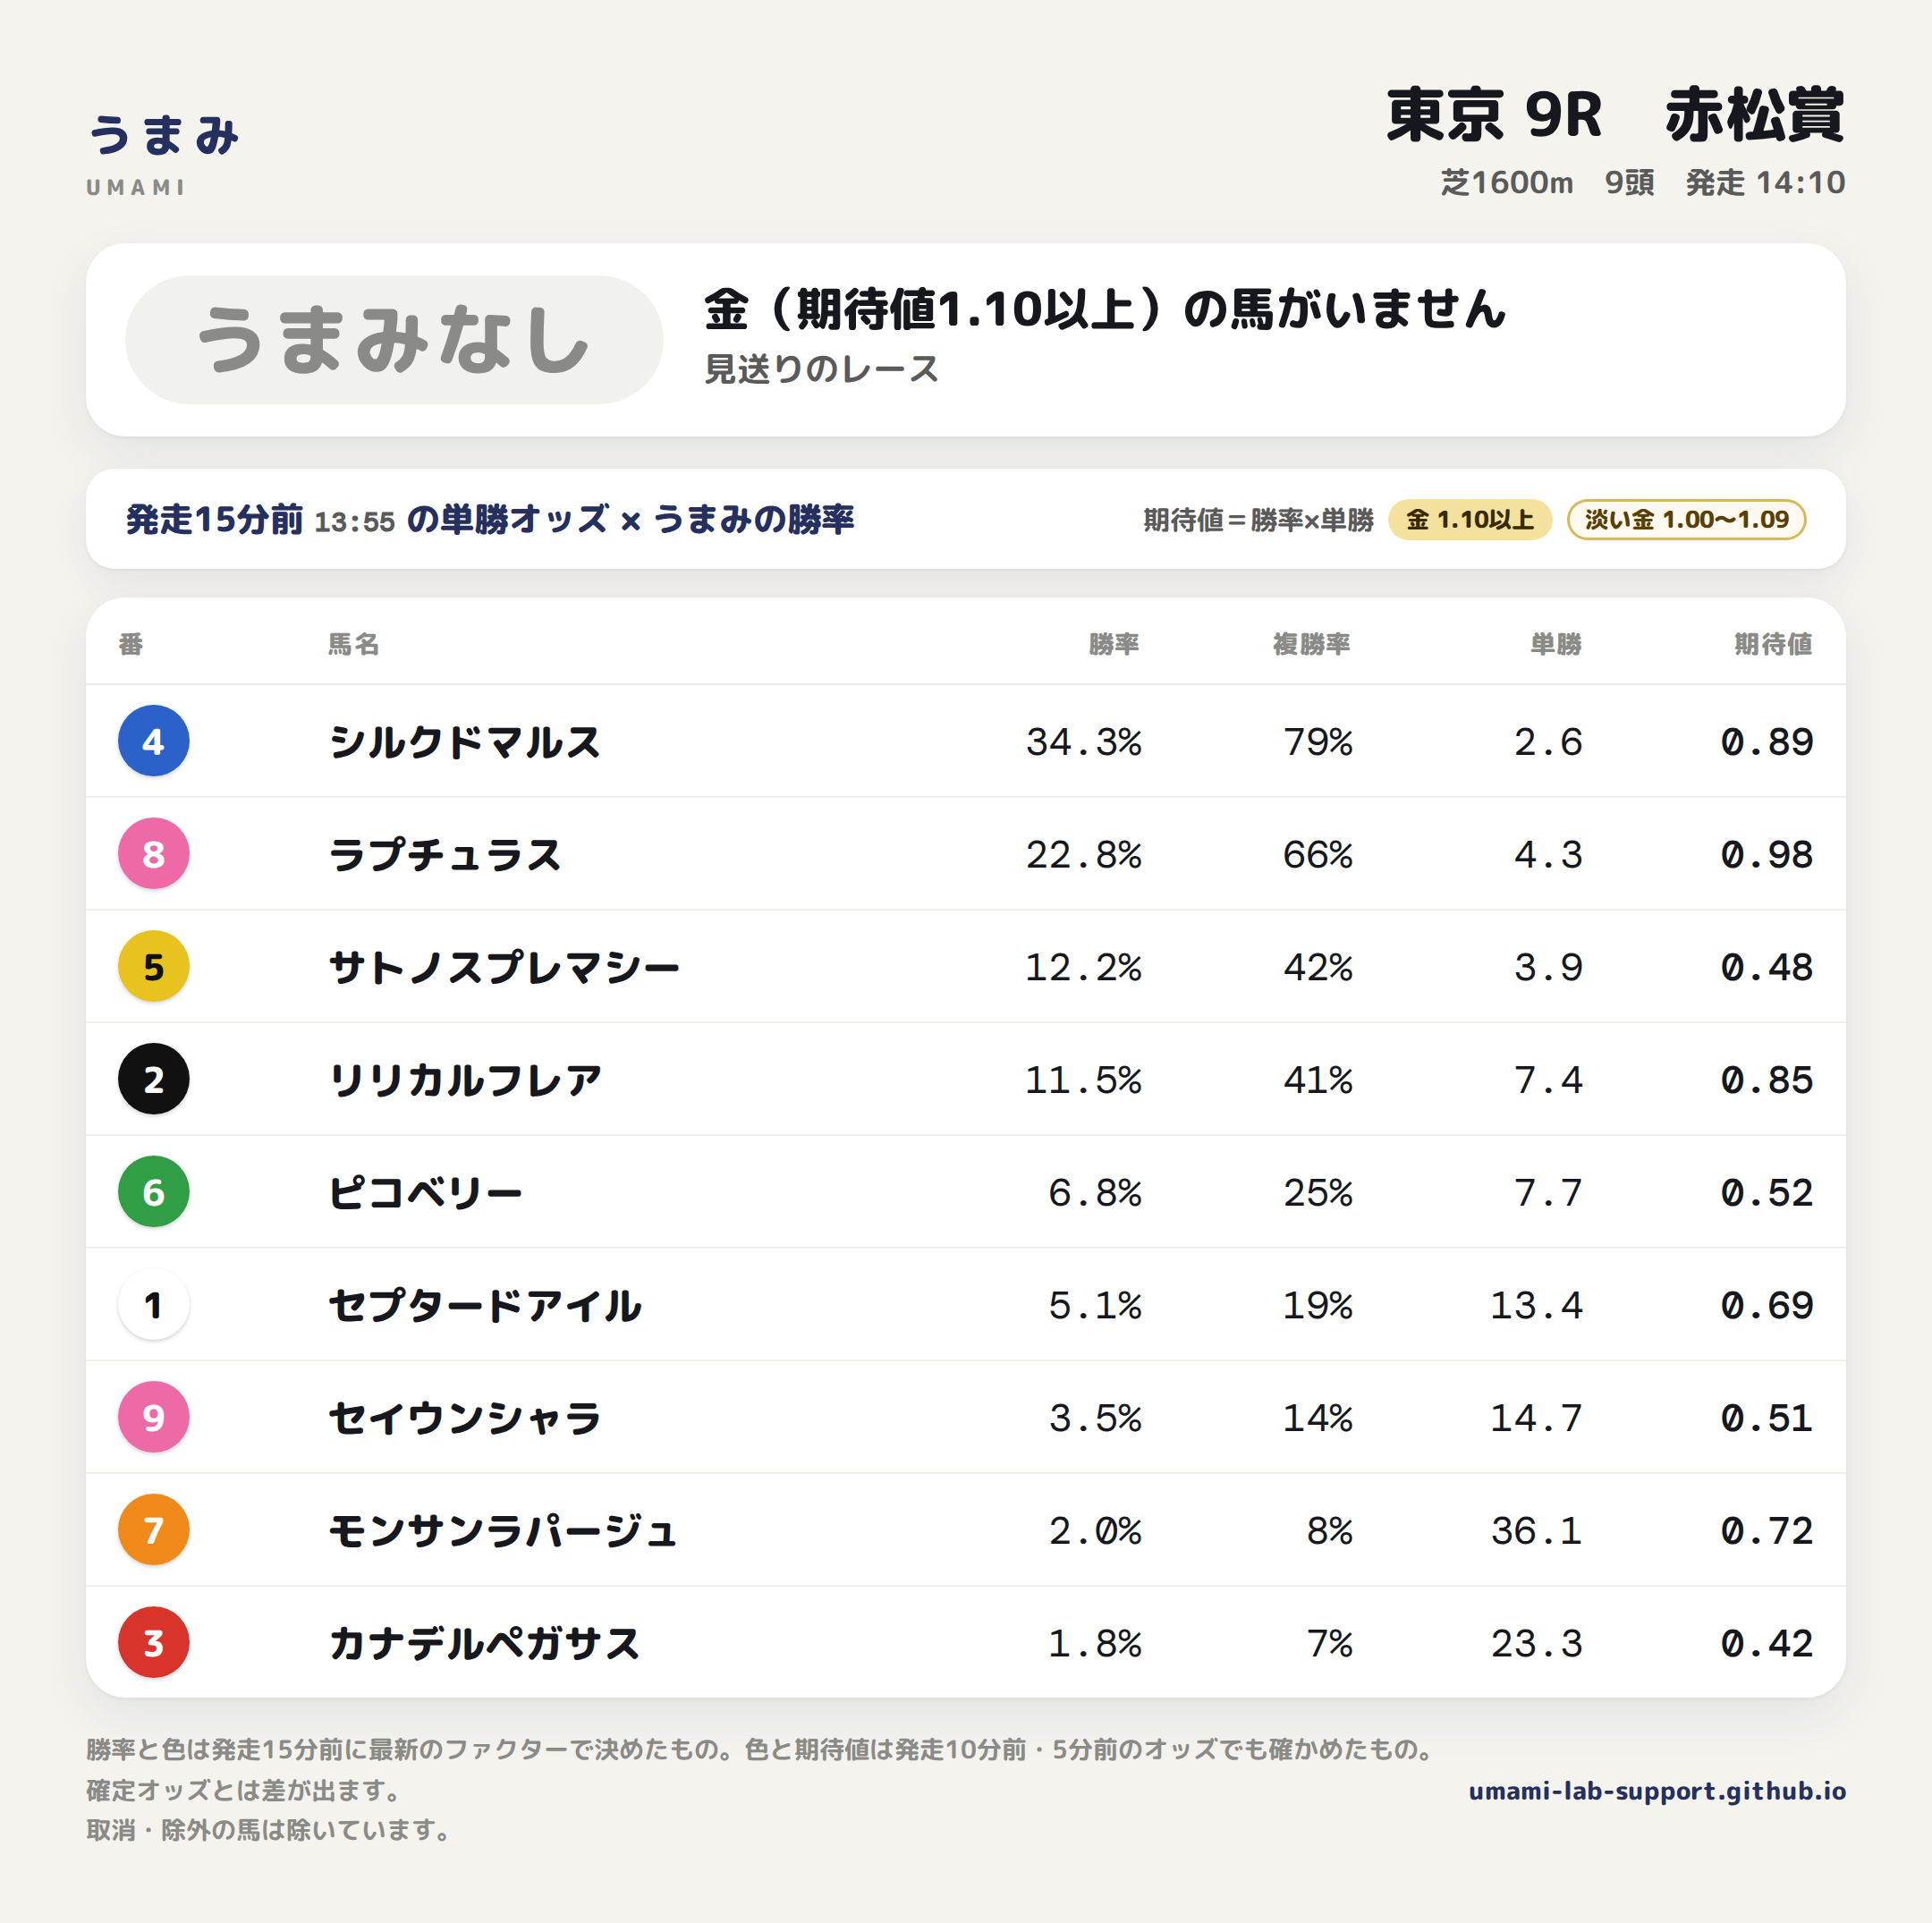 うまみ
UMAMI
東京 9R 赤松賞
芝1600m 9頭 発走 14:10
うまみなし
金（期待値1.10以上）の馬がいません
見送りのレース
発走15分前 13:55 の単勝オッズ × うまみの勝率
期待値＝勝率×単勝 金 1.10以上 淡い金 1.00〜1.09
番 馬名 勝率 複勝率 単勝 期待値
4 シルクドマルス 34.3% 79% 2.6 0.89
8 ラプチュラス 22.8% 66% 4.3 0.98
5 サトノスプレマシー 12.2% 42% 3.9 0.48
2 リリカルフレア 11.5% 41% 7.4 0.85
6 ピコベリー 6.8% 25% 7.7 0.52
1 セプタードアイル 5.1% 19% 13.4 0.69
9 セイウンシャラ 3.5% 14% 14.7 0.51
7 モンサンラパージュ 2.0% 8% 36.1 0.72
3 カナデルペガサス 1.8% 7% 23.3 0.42
勝率と色は発走15分前に最新のファクターで決めたもの。色と期待値は発走10分前・5分前のオッズでも確かめたもの。
確定オッズとは差が出ます。
取消・除外の馬は除いています。
umami-lab-support.github.io